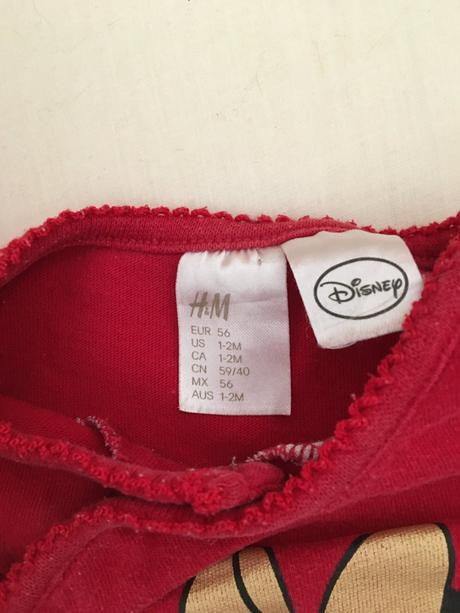 H&M
EUR 56
US 1-2M
CA 1-2M
CN 59/40
MX 56
AUS 1-2M
Disney